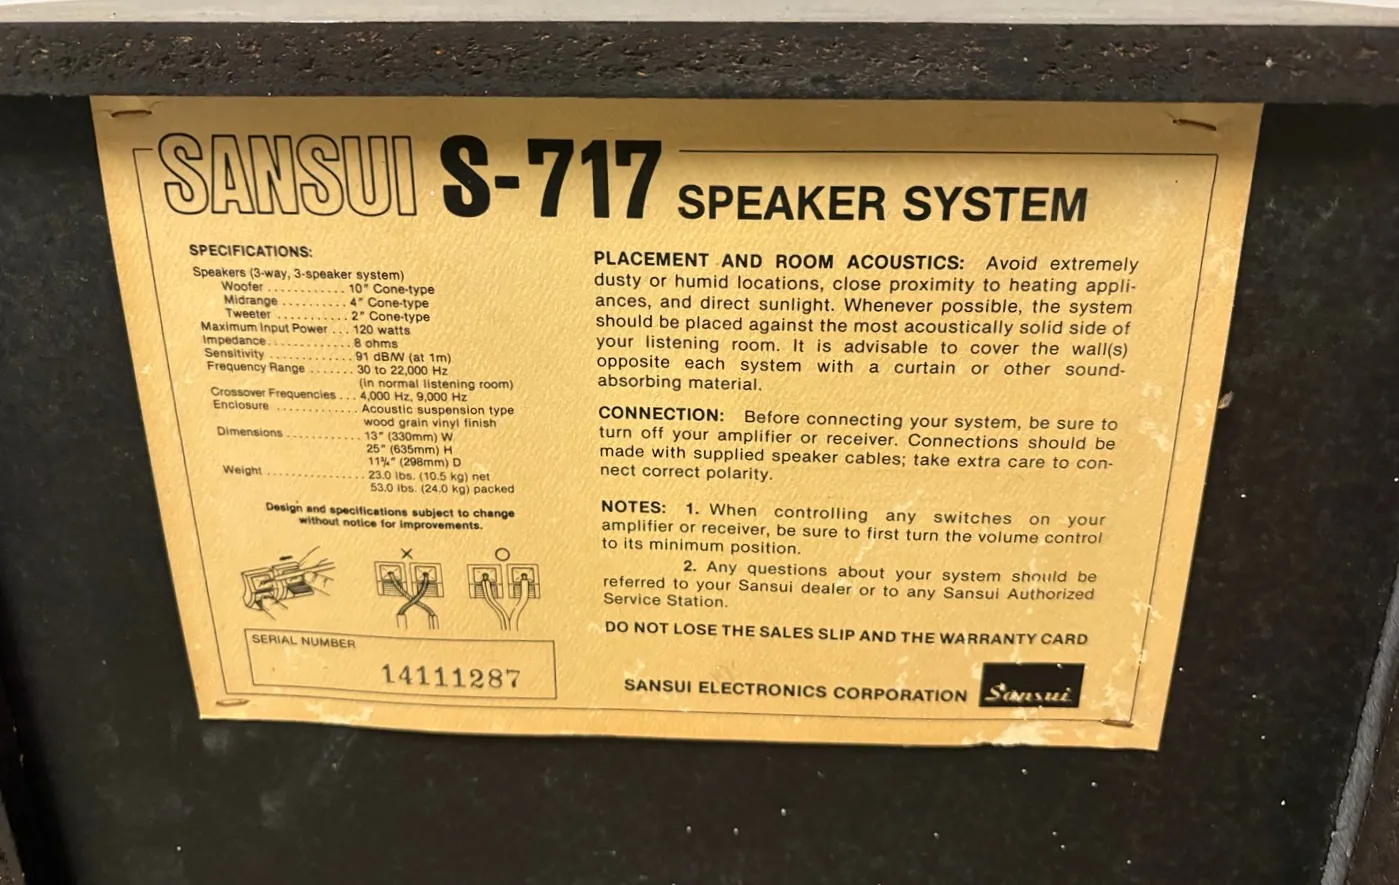 SANSUI S-717 SPEAKER SYSTEM
SPECIFICATIONS:
Speakers (3-way, 3-speaker system)
Woofer ............ 10" Cone-type
Midrange .......... 4" Cone-type
Tweeter ........... 2" Cone-type
Maximum Input Power ... 120 watts
Impedance ................. 8 ohms
Sensitivity ............. 91 dB/W (at 1m)
Frequency Range ....... 30 to 22,000 Hz
(in normal listening room)
Crossover Frequencies ... 4,000 Hz, 9,000 Hz
Enclosure ............. Acoustic suspension type
wood grain vinyl finish
Dimensions ............ 13" (330mm) W
25" (635mm) H
11¾" (298mm) D
Weight ................ 23.0 lbs. (10.5 kg) net
53.0 lbs. (24.0 kg) packed
Design and specifications subject to change
without notice for improvements.
SERIAL NUMBER
14111287
PLACEMENT AND ROOM ACOUSTICS: Avoid extremely
dusty or humid locations, close proximity to heating appli-
ances, and direct sunlight. Whenever possible, the system
should be placed against the most acoustically solid side of
your listening room. It is advisable to cover the wall(s)
opposite each system with a curtain or other sound-
absorbing material.
CONNECTION: Before connecting your system, be sure to
turn off your amplifier or receiver. Connections should be
made with supplied speaker cables; take extra care to con-
nect correct polarity.
NOTES: 1. When controlling any switches on your
amplifier or receiver, be sure to first turn the volume control
to its minimum position.
2. Any questions about your system should be
referred to your Sansui dealer or to any Sansui Authorized
Service Station.
DO NOT LOSE THE SALES SLIP AND THE WARRANTY CARD
SANSUI ELECTRONICS CORPORATION Sansui